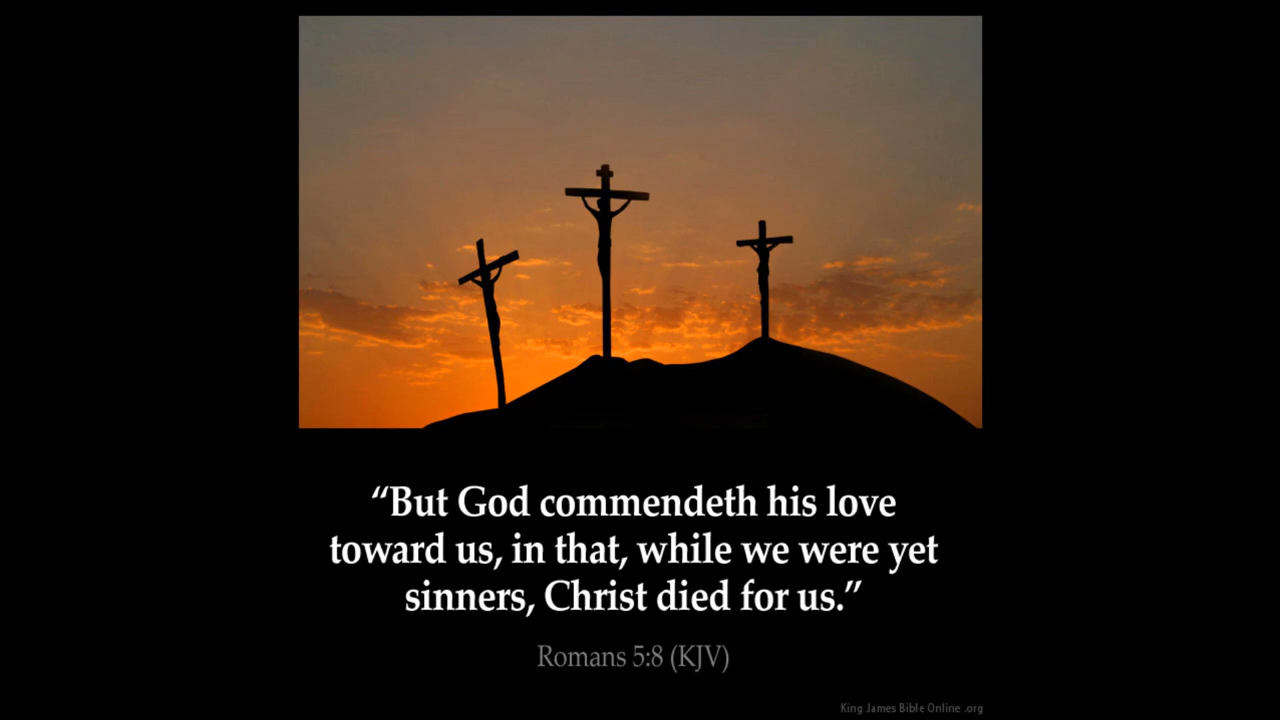 “But God commendeth his love
toward us, in that, while we were yet
sinners, Christ died for us.”
Romans 5:8 (KJV)
King James Bible Online .org